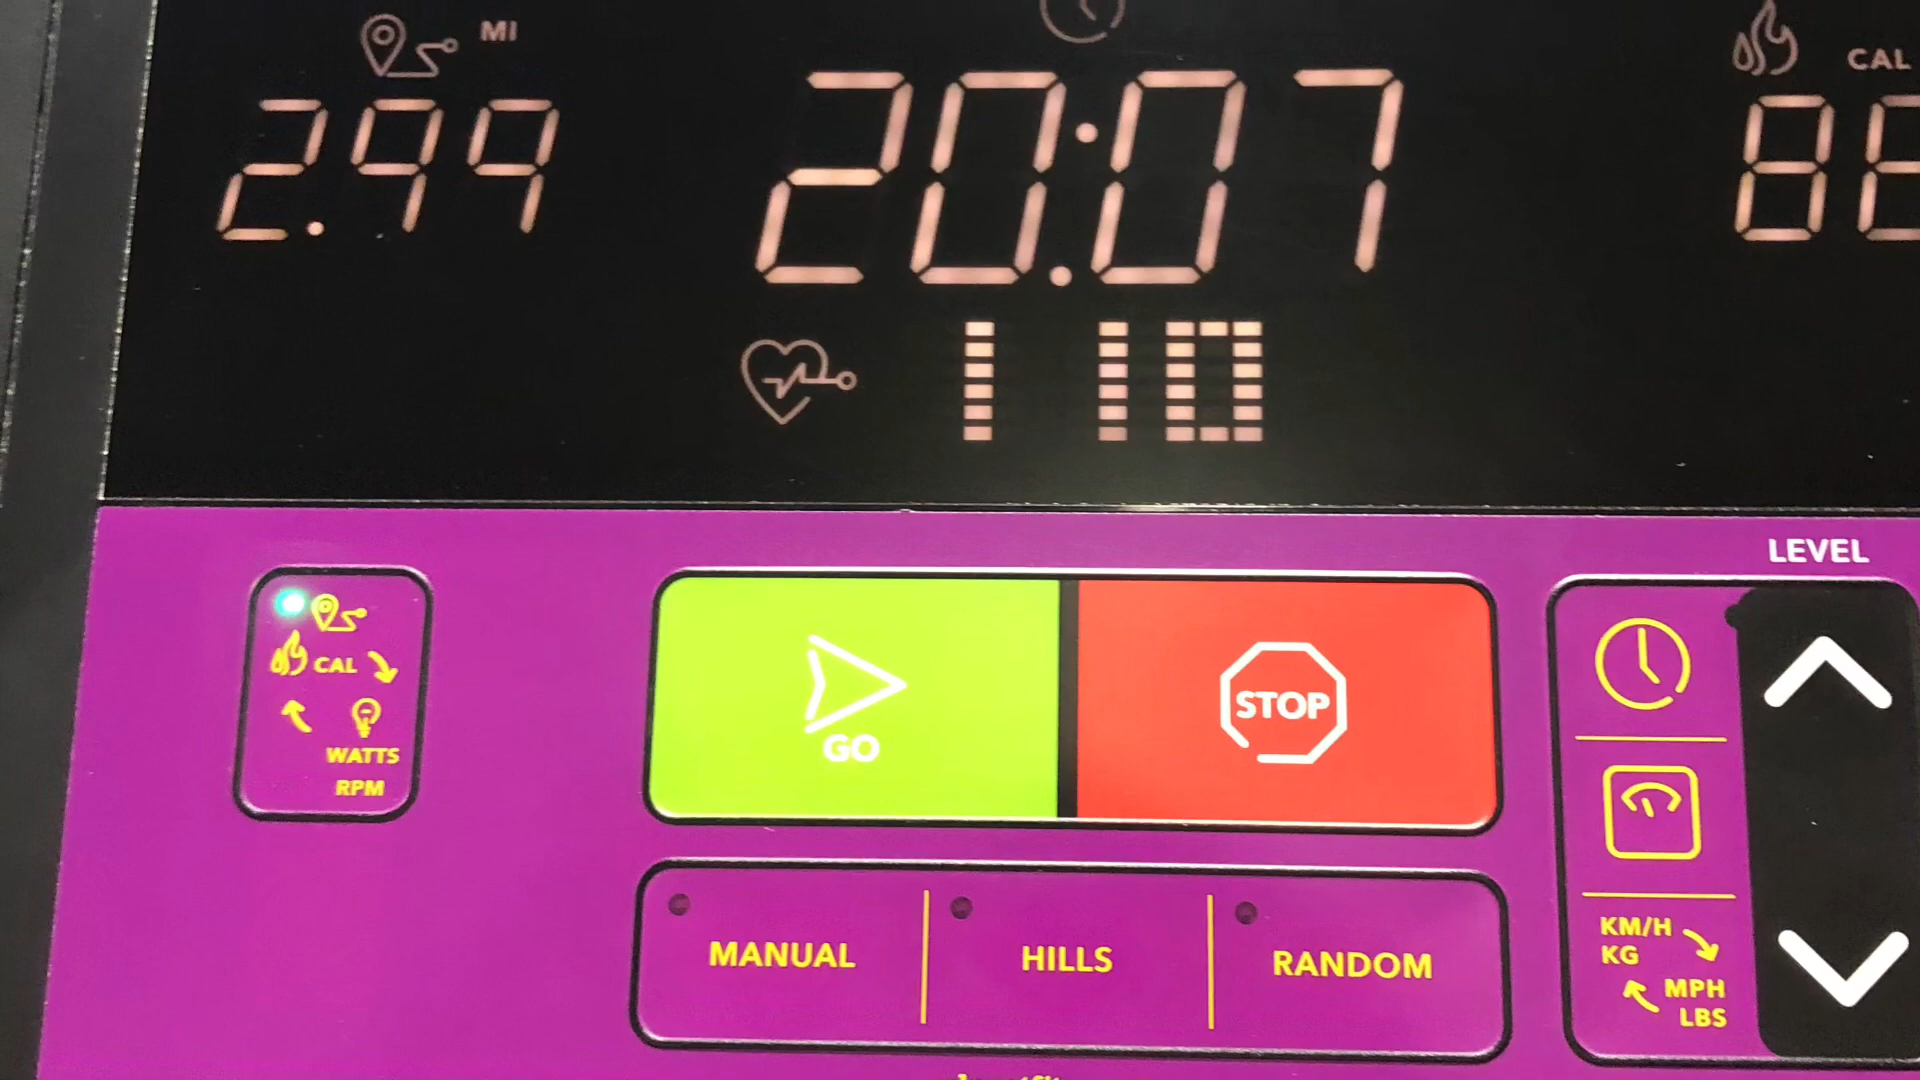 MI
CAL
2.99
20:07
110
LEVEL
CAL
WATTS
RPM
GO
STOP
KM/H
KG
MPH
LBS
MANUAL
HILLS
RANDOM